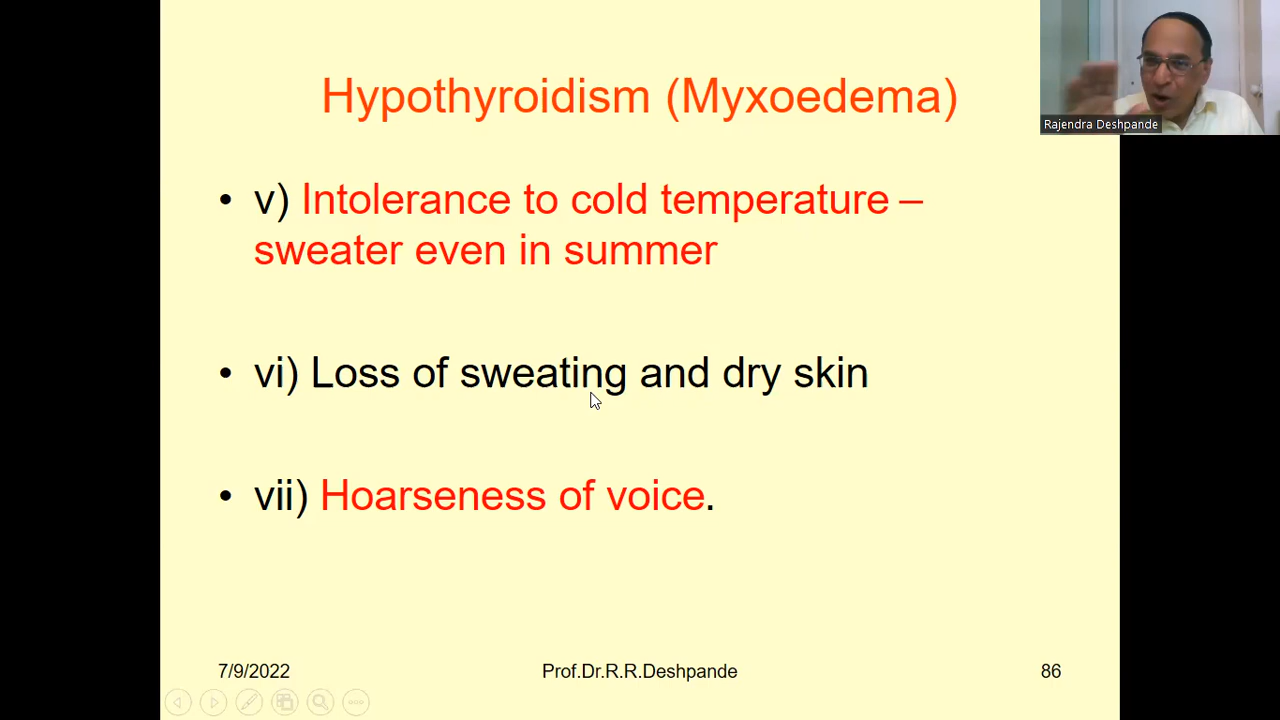 Hypothyroidism (Myxoedema)
Rajendra Deshpande
• v) Intolerance to cold temperature –
sweater even in summer
• vi) Loss of sweating and dry skin
• vii) Hoarseness of voice.
7/9/2022 Prof.Dr.R.R.Deshpande 86